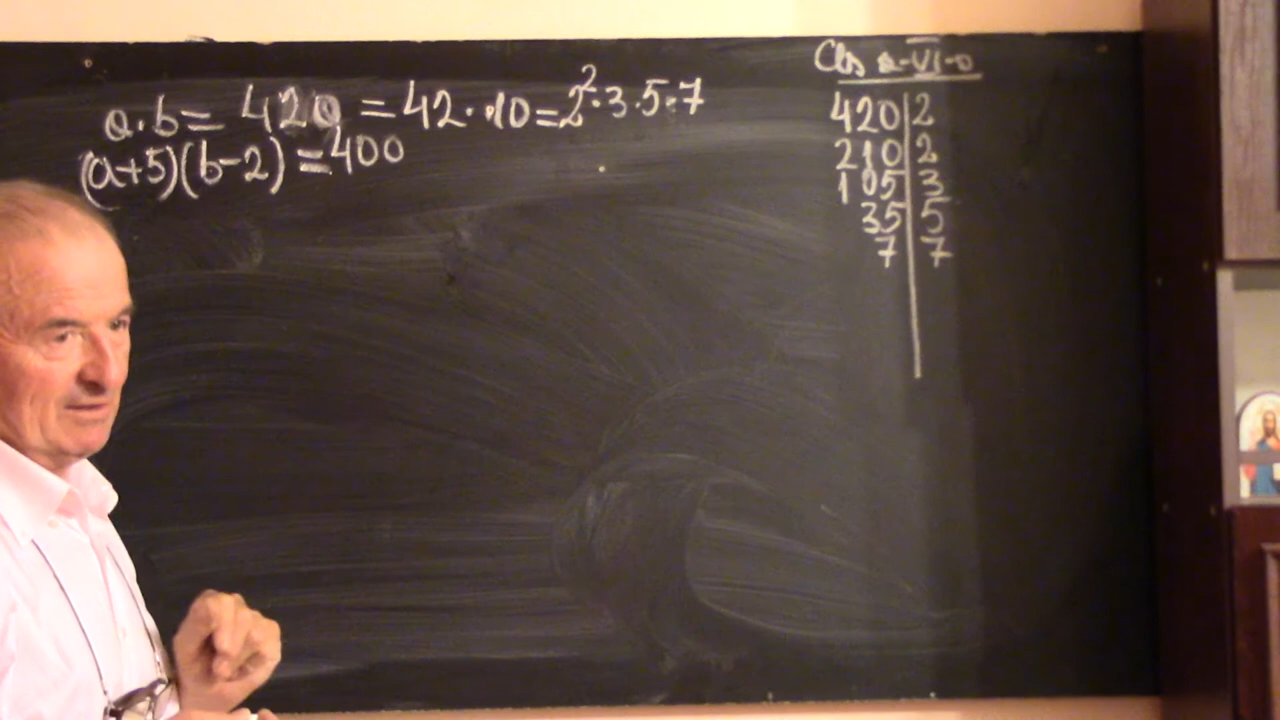 a·b= 420 = 42·10=2²·3·5·7
(a+5)(b-2) =400
Cls a-VI-a
420|2
210|2
105|3
35|5
7|7